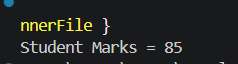 nnerFile }
Student Marks = 85